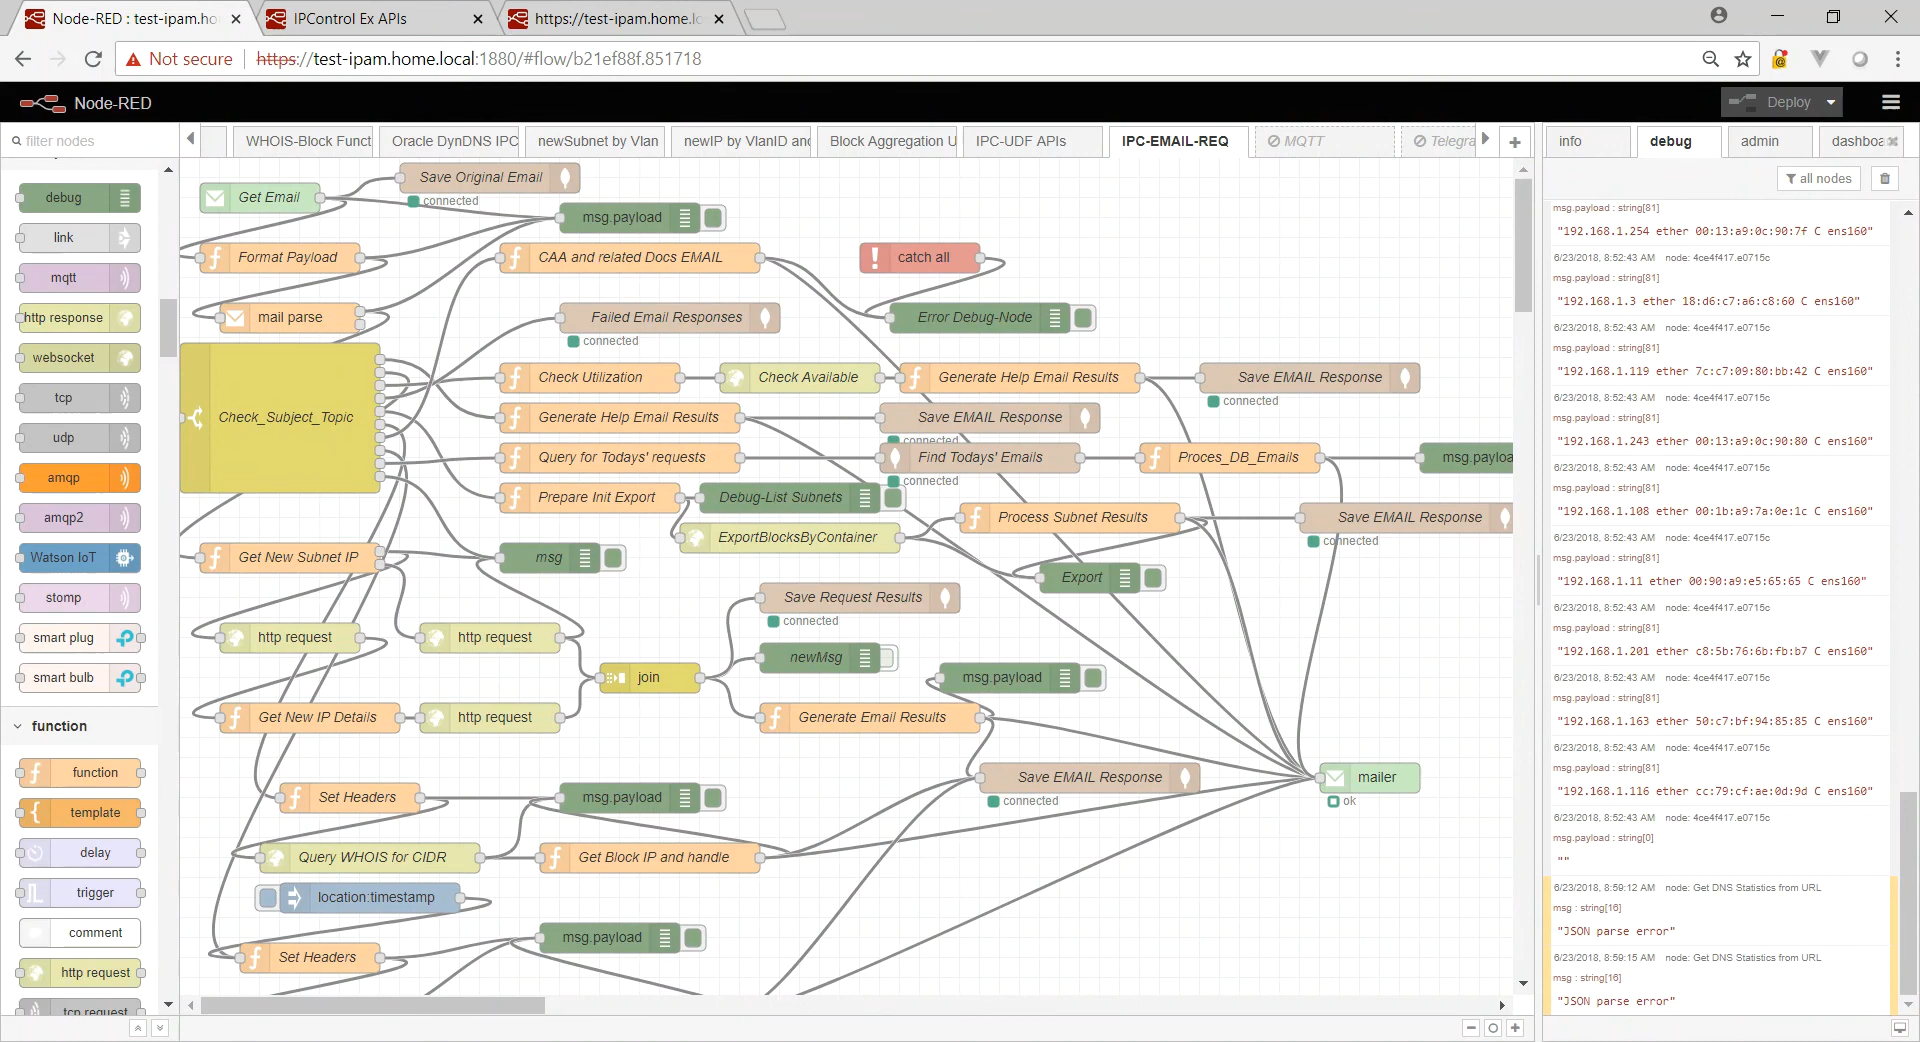 Node-RED : test-ipam.ho
IPControl Ex APIs
https://test-ipam.home.lo
Not secure
https://test-ipam.home.local:1880/#flow/b21ef88f.851718
Node-RED
Deploy
filter nodes
WHOIS-Block Funct
Oracle DynDNS IPC
newSubnet by Vlan
newIP by VlanID and
Block Aggregation U
IPC-UDF APIs
IPC-EMAIL-REQ
MQTT
Telegra
info
debug
admin
dashboa
all nodes
debug
link
mqtt
http response
websocket
tcp
udp
amqp
amqp2
Watson IoT
stomp
smart plug
smart bulb
function
function
template
delay
trigger
comment
http request
tcp request
Get Email
Save Original Email
connected
msg.payload
Format Payload
CAA and related Docs EMAIL
catch all
mail parse
Failed Email Responses
connected
Error Debug-Node
Check_Subject_Topic
Check Utilization
Check Available
Generate Help Email Results
Save EMAIL Response
connected
Generate Help Email Results
Save EMAIL Response
connected
Query for Todays' requests
Find Todays' Emails
connected
Proces_DB_Emails
msg.payloa
Prepare Init Export
Debug-List Subnets
Process Subnet Results
Save EMAIL Response
connected
ExportBlocksByContainer
Get New Subnet IP
msg
Export
Save Request Results
connected
http request
http request
newMsg
join
msg.payload
Get New IP Details
http request
Generate Email Results
Save EMAIL Response
connected
mailer
ok
Set Headers
msg.payload
Query WHOIS for CIDR
Get Block IP and handle
location:timestamp
msg.payload
Set Headers
msg.payload : string[81]
"192.168.1.254 ether 00:13:a9:0c:90:7f C ens160"
6/23/2018, 8:52:43 AM node: 4ce4f417.e0715c
msg.payload : string[81]
"192.168.1.3 ether 18:d6:c7:a6:c8:60 C ens160"
6/23/2018, 8:52:43 AM node: 4ce4f417.e0715c
msg.payload : string[81]
"192.168.1.119 ether 7c:c7:09:80:bb:42 C ens160"
6/23/2018, 8:52:43 AM node: 4ce4f417.e0715c
msg.payload : string[81]
"192.168.1.243 ether 00:13:a9:0c:90:80 C ens160"
6/23/2018, 8:52:43 AM node: 4ce4f417.e0715c
msg.payload : string[81]
"192.168.1.108 ether 00:1b:a9:7a:0e:1c C ens160"
6/23/2018, 8:52:43 AM node: 4ce4f417.e0715c
msg.payload : string[81]
"192.168.1.11 ether 00:90:a9:e5:65:65 C ens160"
6/23/2018, 8:52:43 AM node: 4ce4f417.e0715c
msg.payload : string[81]
"192.168.1.201 ether c8:5b:76:6b:fb:b7 C ens160"
6/23/2018, 8:52:43 AM node: 4ce4f417.e0715c
msg.payload : string[81]
"192.168.1.163 ether 50:c7:bf:94:85:85 C ens160"
6/23/2018, 8:52:43 AM node: 4ce4f417.e0715c
msg.payload : string[81]
"192.168.1.116 ether cc:79:cf:ae:0d:9d C ens160"
6/23/2018, 8:52:43 AM node: 4ce4f417.e0715c
msg.payload : string[0]
""
6/23/2018, 8:59:12 AM node: Get DNS Statistics from URL
msg : string[16]
"JSON parse error"
6/23/2018, 8:59:15 AM node: Get DNS Statistics from URL
msg : string[16]
"JSON parse error"